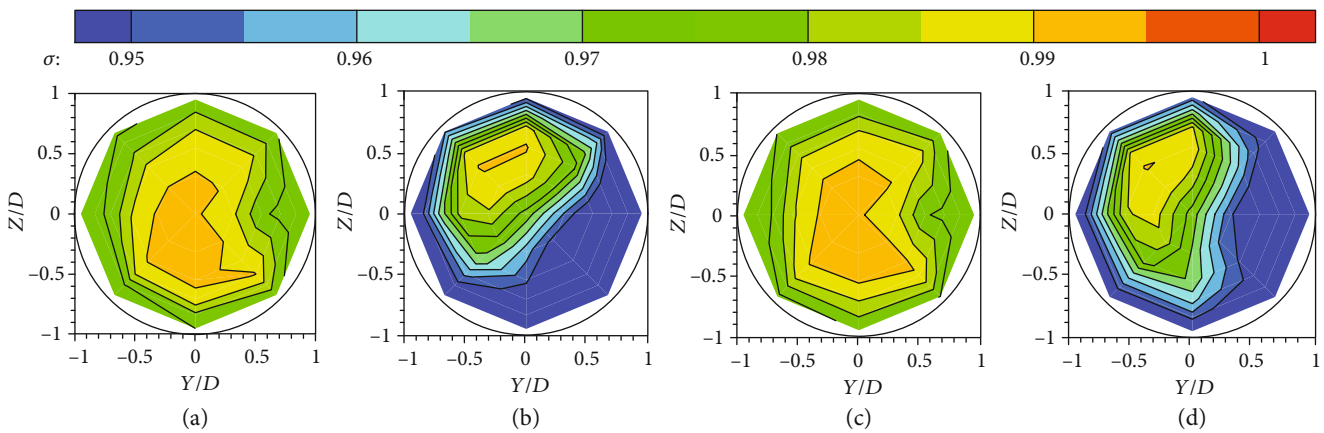 σ: 0.95 0.96 0.97 0.98 0.99 1
1 1 1 1
0.5 0.5 0.5 0.5
Z/D Z/D Z/D Z/D
0 0 0 0
–0.5 –0.5 –0.5 –0.5
–1 –1 –1 –1
–1 –0.5 0 0.5 1 –1 –0.5 0 0.5 1 –1 –0.5 0 0.5 1 –1 –0.5 0 0.5 1
Y/D Y/D Y/D Y/D
(a) (b) (c) (d)